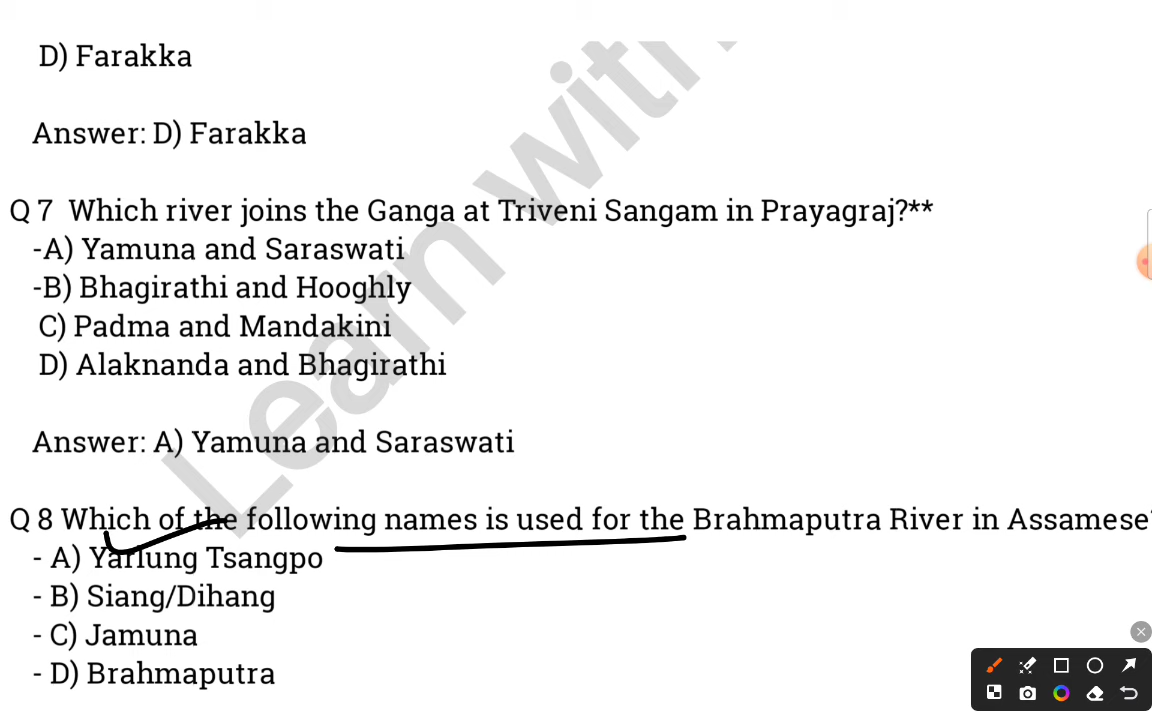 D) Farakka
Answer: D) Farakka
Q 7 Which river joins the Ganga at Triveni Sangam in Prayagraj?**
-A) Yamuna and Saraswati
-B) Bhagirathi and Hooghly
C) Padma and Mandakini
D) Alaknanda and Bhagirathi
Answer: A) Yamuna and Saraswati
Q 8 Which of the following names is used for the Brahmaputra River in Assamese
- A) Yarlung Tsangpo
- B) Siang/Dihang
- C) Jamuna
- D) Brahmaputra
Learn with